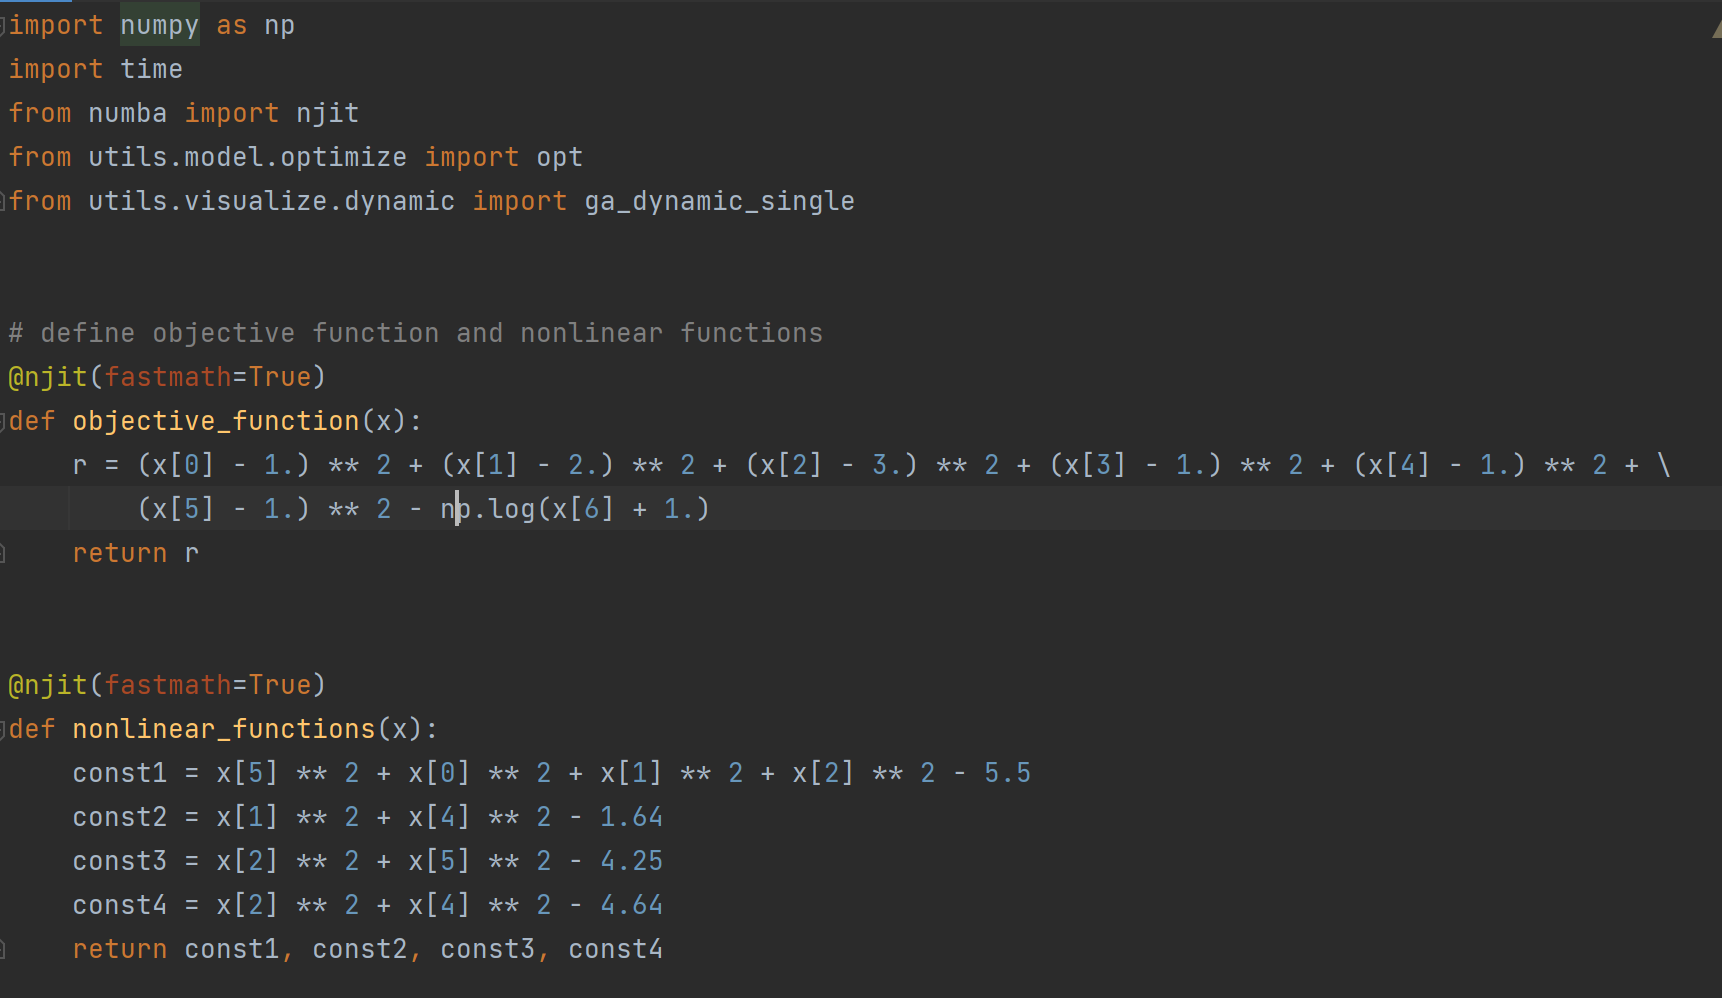 import numpy as np
import time
from numba import njit
from utils.model.optimize import opt
from utils.visualize.dynamic import ga_dynamic_single
# define objective function and nonlinear functions
@njit(fastmath=True)
def objective_function(x):
    r = (x[0] - 1.) ** 2 + (x[1] - 2.) ** 2 + (x[2] - 3.) ** 2 + (x[3] - 1.) ** 2 + (x[4] - 1.) ** 2 + \
        (x[5] - 1.) ** 2 - np.log(x[6] + 1.)
    return r
@njit(fastmath=True)
def nonlinear_functions(x):
    const1 = x[5] ** 2 + x[0] ** 2 + x[1] ** 2 + x[2] ** 2 - 5.5
    const2 = x[1] ** 2 + x[4] ** 2 - 1.64
    const3 = x[2] ** 2 + x[5] ** 2 - 4.25
    const4 = x[2] ** 2 + x[4] ** 2 - 4.64
    return const1, const2, const3, const4